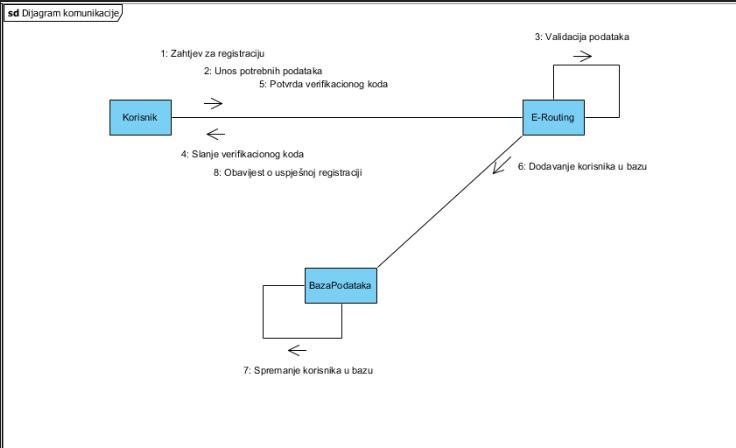 sd Dijagram komunikacije
3: Validacija podataka
1: Zahtjev za registraciju
2: Unos potrebnih podataka
5: Potvrda verifikacionog koda
Korisnik
E-Routing
4: Slanje verifikacionog koda
8: Obavijest o uspješnoj registraciji
6: Dodavanje korisnika u bazu
BazaPodataka
7: Spremanje korisnika u bazu